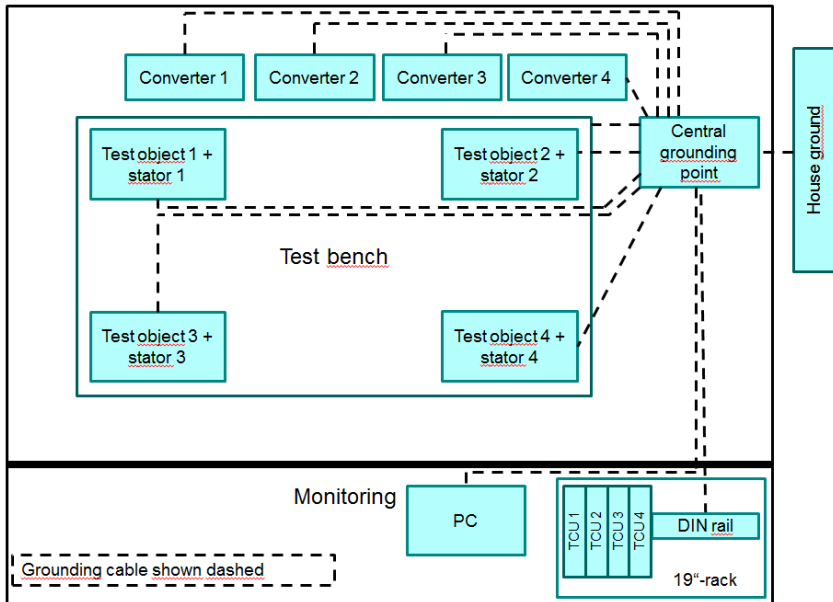 Converter 1
Converter 2
Converter 3
Converter 4
Test object 1 +
stator 1
Test object 2 +
stator 2
Central
grounding
point
House ground
Test bench
Test object 3 +
stator 3
Test object 4 +
stator 4
Monitoring
PC
TCU 1
TCU 2
TCU 3
TCU 4
DIN rail
19“-rack
Grounding cable shown dashed